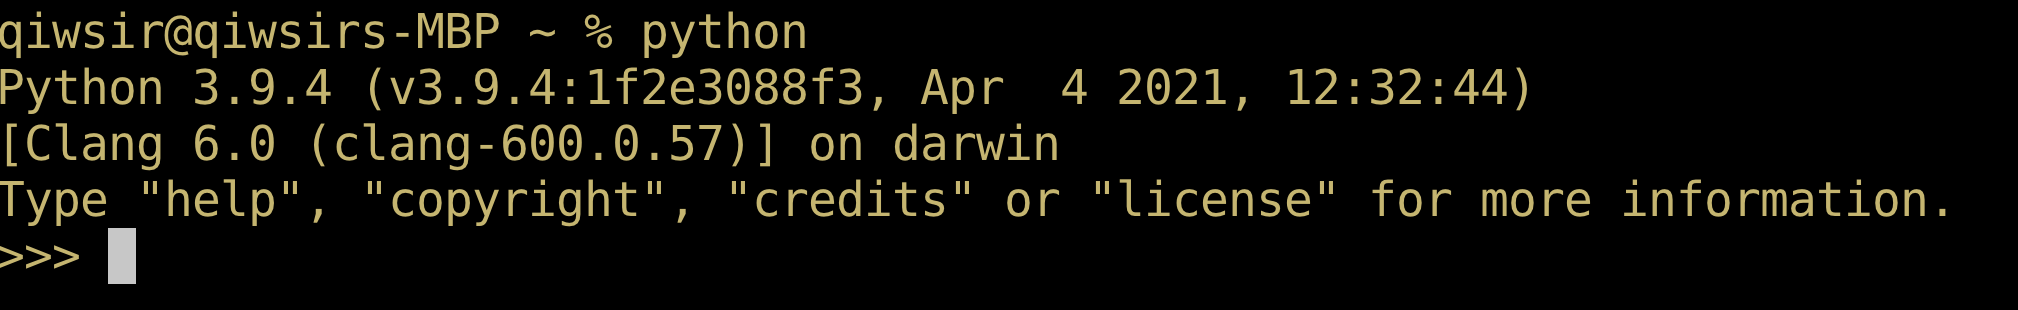 qiwsir@qiwsirs-MBP ~ % python
Python 3.9.4 (v3.9.4:1f2e3088f3, Apr  4 2021, 12:32:44)
[Clang 6.0 (clang-600.0.57)] on darwin
Type "help", "copyright", "credits" or "license" for more information.
>>>